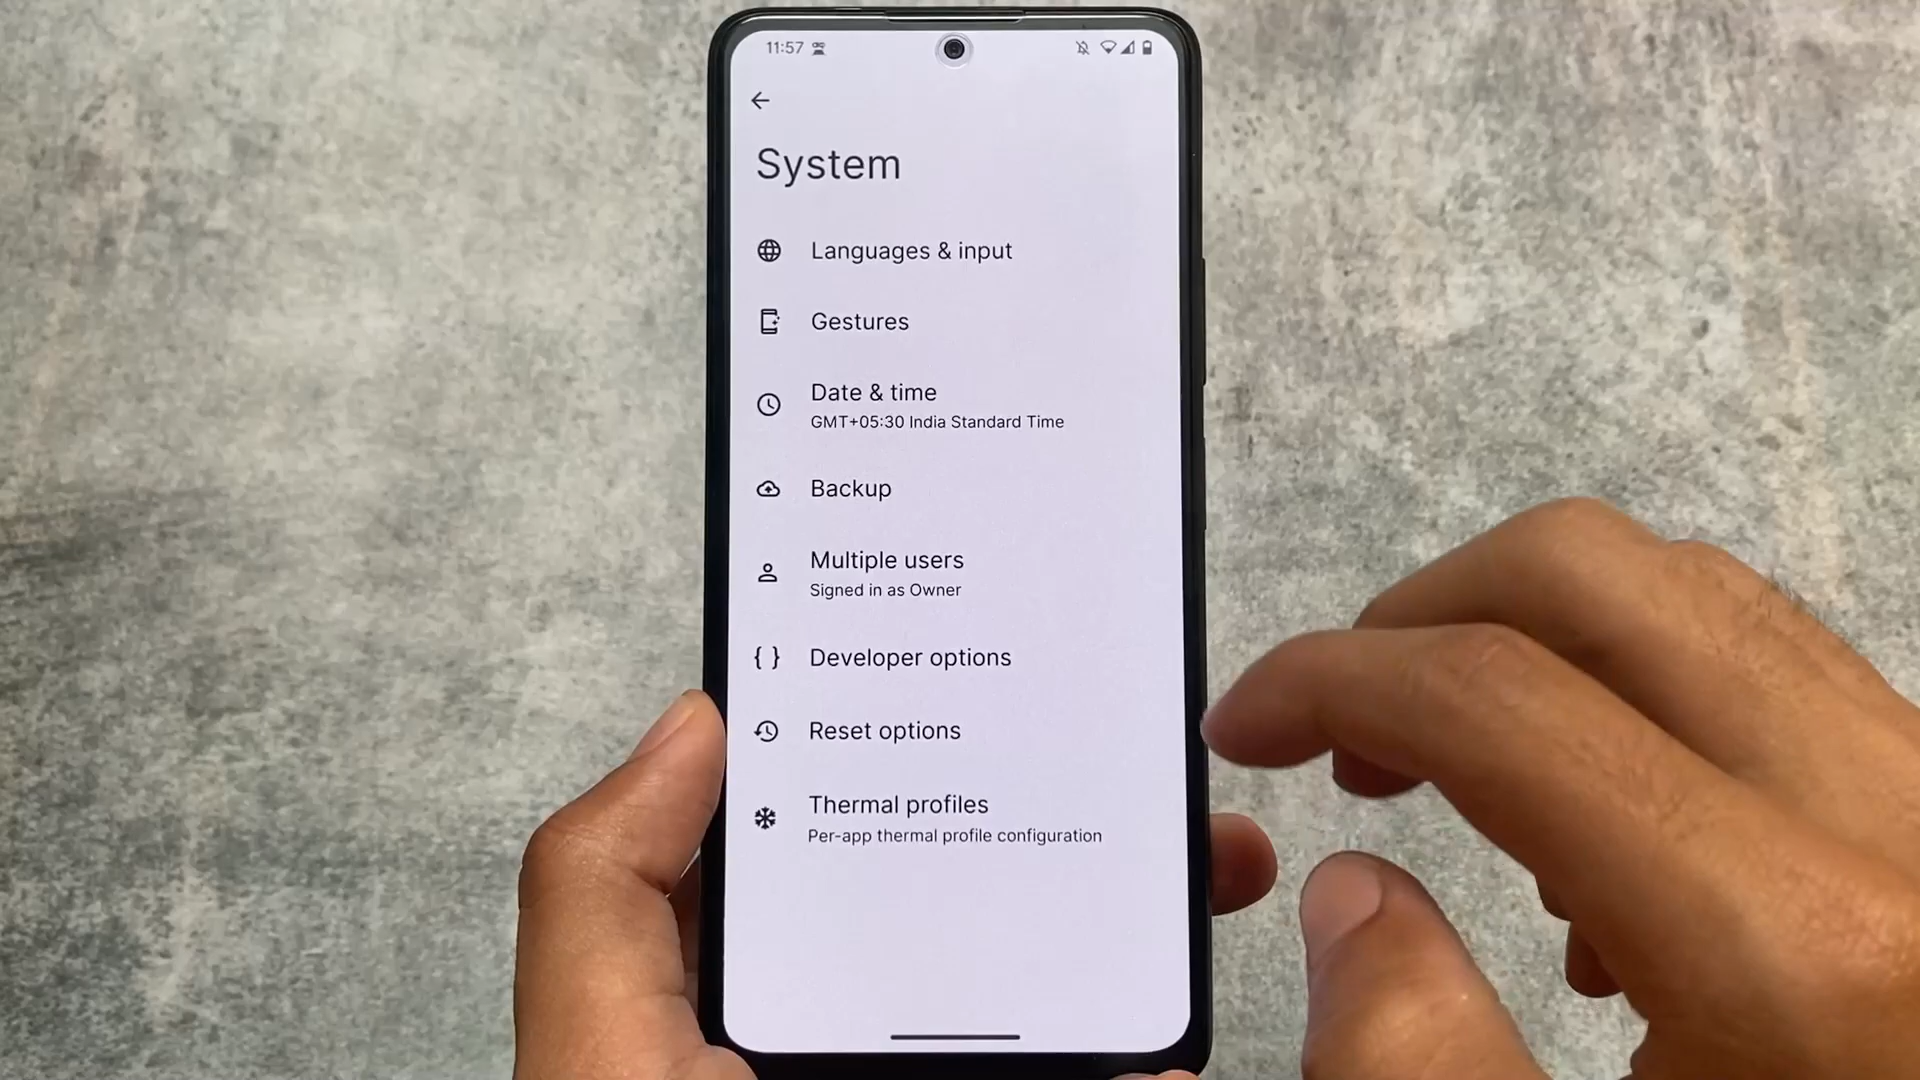 11:57
System
Languages & input
Gestures
Date & time
GMT+05:30 India Standard Time
Backup
Multiple users
Signed in as Owner
Developer options
Reset options
Thermal profiles
Per-app thermal profile configuration